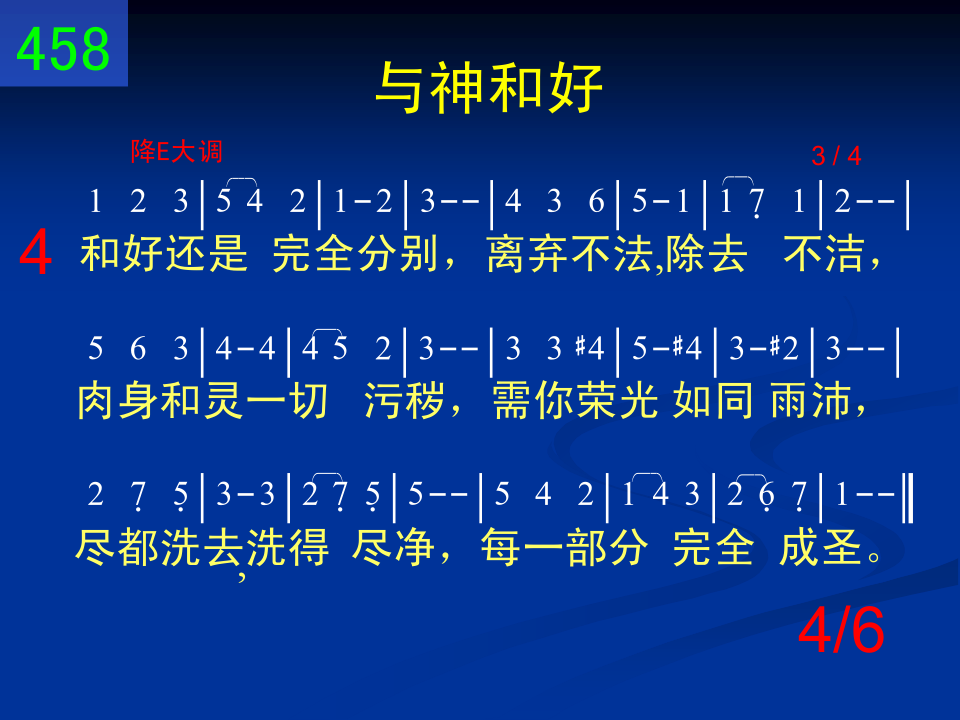 458
与神和好
降E大调 3 / 4
1 2 3|5 4 2|1-2|3--|4 3 6|5-1|1 7̣ 1|2--|
4 和好还是 完全分别，离弃不法,除去 不洁，
5 6 3|4-4|4 5 2|3--|3 3 #4|5-#4|3-#2|3--|
肉身和灵一切 污秽，需你荣光 如同 雨沛，
2 7̣ 5̣|3-3|2 7̣ 5̣|5--|5 4 2|1 4 3|2 6̣ 7̣|1--‖
尽都洗去,洗得 尽净，每一部分 完全 成圣。
4/6